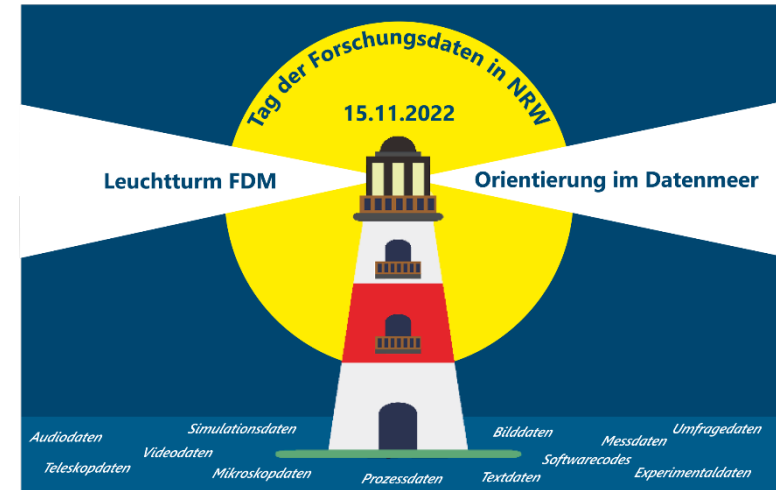 Tag der Forschungsdaten in NRW
15.11.2022
Leuchtturm FDM
Orientierung im Datenmeer
Audiodaten
Simulationsdaten
Bilddaten
Umfragedaten
Videodaten
Messdaten
Teleskopdaten
Mikroskopdaten
Prozessdaten
Textdaten
Softwarecodes
Experimentaldaten